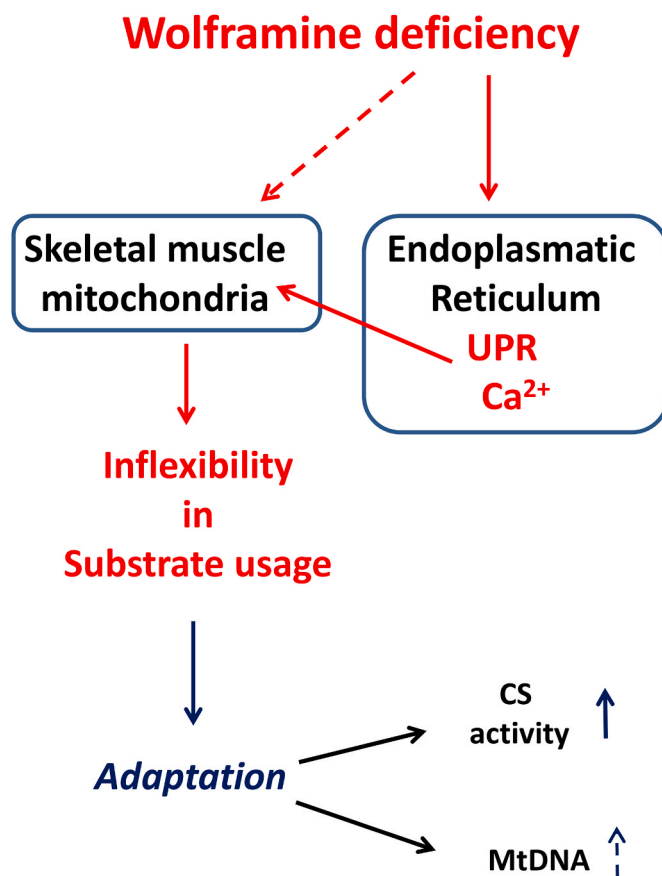 Wolframine deficiency
Skeletal muscle
mitochondria
Endoplasmatic
Reticulum
UPR
Ca²⁺
Inflexibility
in
Substrate usage
Adaptation
CS
activity
MtDNA